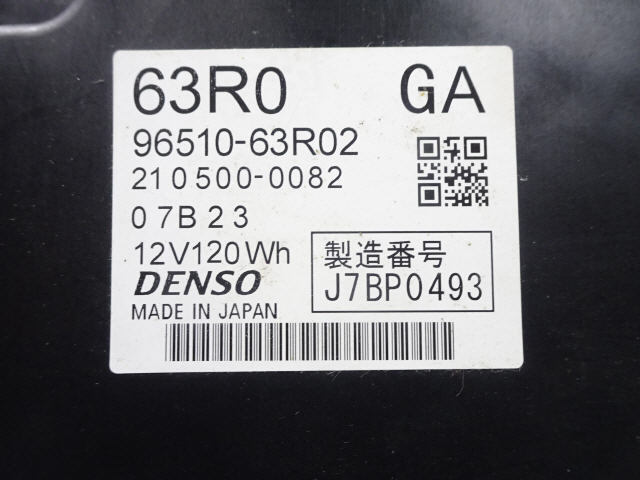 63R0 GA
96510-63R02
210500-0082
07B23
12V120Wh
製造番号
DENSO
J7BP0493
MADE IN JAPAN